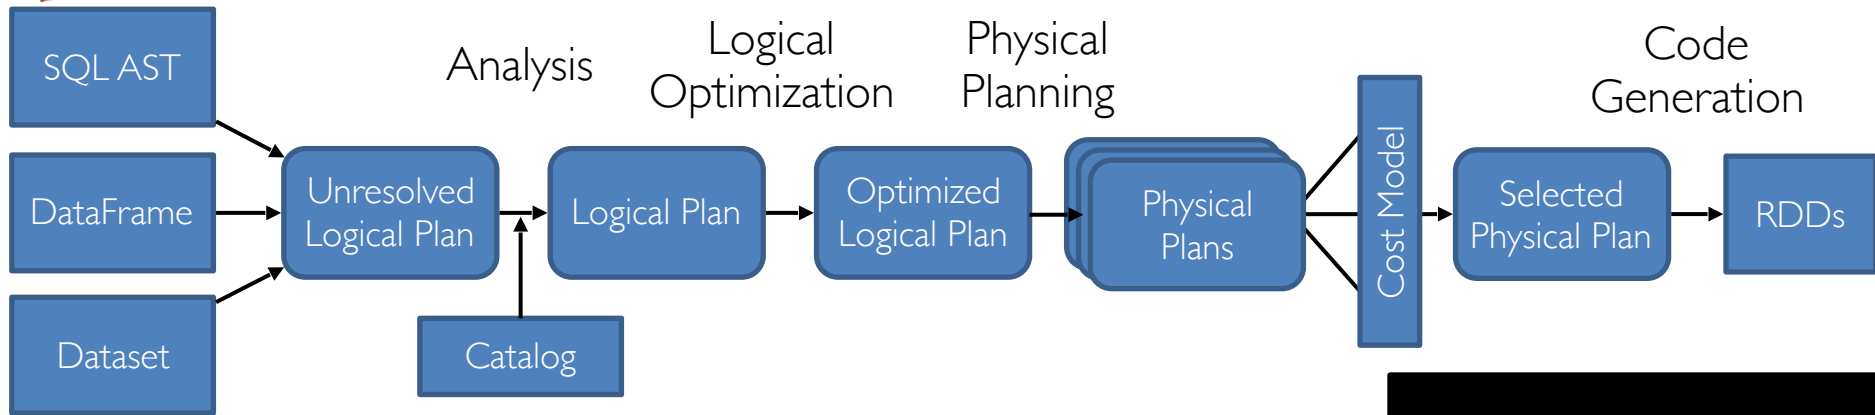 SQL AST
DataFrame
Dataset
Analysis
Unresolved
Logical Plan
Catalog
Logical Plan
Logical
Optimization
Optimized
Logical Plan
Physical
Planning
Physical
Plans
Cost Model
Selected
Physical Plan
Code
Generation
RDDs